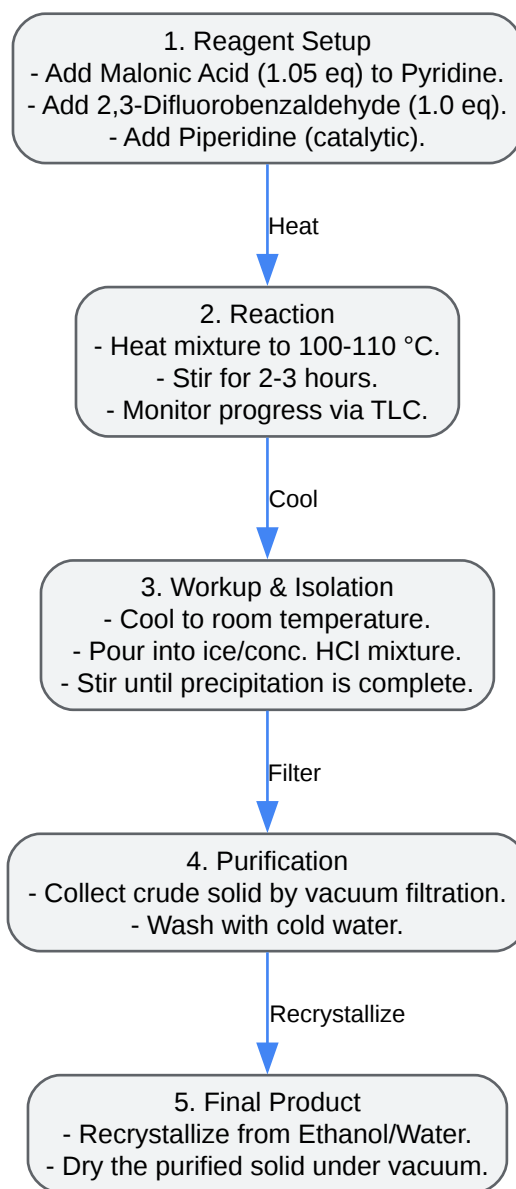 1. Reagent Setup
- Add Malonic Acid (1.05 eq) to Pyridine.
- Add 2,3-Difluorobenzaldehyde (1.0 eq).
- Add Piperidine (catalytic).
Heat
2. Reaction
- Heat mixture to 100-110 °C.
- Stir for 2-3 hours.
- Monitor progress via TLC.
Cool
3. Workup & Isolation
- Cool to room temperature.
- Pour into ice/conc. HCl mixture.
- Stir until precipitation is complete.
Filter
4. Purification
- Collect crude solid by vacuum filtration.
- Wash with cold water.
Recrystallize
5. Final Product
- Recrystallize from Ethanol/Water.
- Dry the purified solid under vacuum.